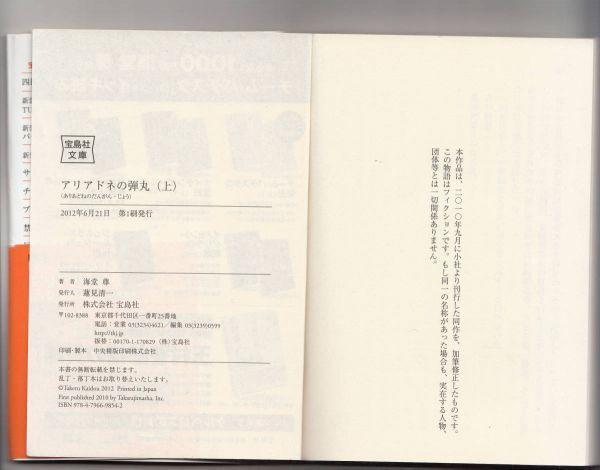 本作品は、二〇一〇年九月に小社より刊行した同作を、加筆修正したものです。
この物語はフィクションです。もし同一の名称があった場合も、実在する人物、
団体等とは一切関係ありません。
宝島社
文庫
アリアドネの弾丸(上)
(ありあどねのだんがん・じょう)
2012年6月21日 第1刷発行
著者 海堂 尊
発行人 蓮見清一
発行所 株式会社 宝島社
〒102-8388 東京都千代田区一番町25番地
電話:営業 03(3234)4621/編集 03(3239)0599
http://tkj.jp
振替:00170-1-170829 (株)宝島社
印刷・製本 中央精版印刷株式会社
本書の無断転載を禁じます。
乱丁・落丁本はお取り替えいたします。
©Takeru Kaidou 2012 Printed in Japan
First published 2010 by Takarajimasha, Inc.
ISBN 978-4-7966-9854-2